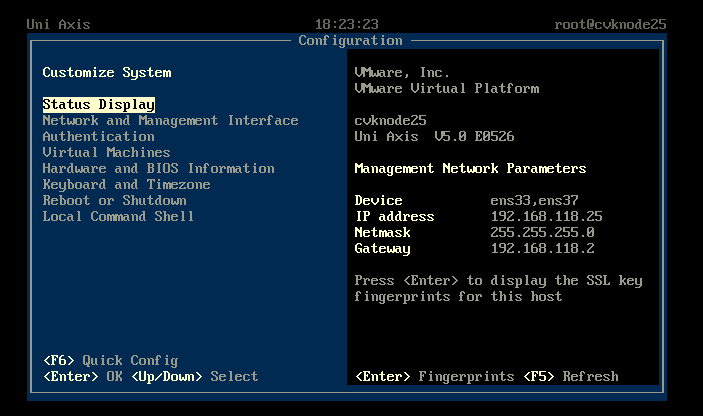 Uni Axis 18:23:23 root@cvknode25
Configuration
Customize System
Status Display
Network and Management Interface
Authentication
Virtual Machines
Hardware and BIOS Information
Keyboard and Timezone
Reboot or Shutdown
Local Command Shell
<F6> Quick Config
<Enter> OK <Up/Down> Select
VMware, Inc.
VMware Virtual Platform
cvknode25
Uni Axis V5.0 E0526
Management Network Parameters
Device ens33,ens37
IP address 192.168.118.25
Netmask 255.255.255.0
Gateway 192.168.118.2
Press <Enter> to display the SSL key
fingerprints for this host
<Enter> Fingerprints <F5> Refresh